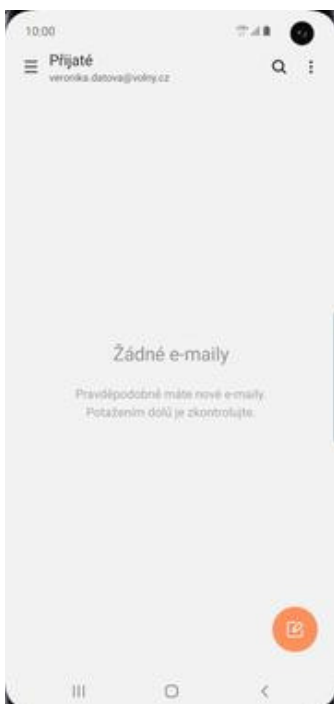 10:00
Přijaté
veronika.datova@volny.cz
Žádné e-maily
Pravděpodobně máte nové e-maily.
Potažením dolů je zkontrolujte.